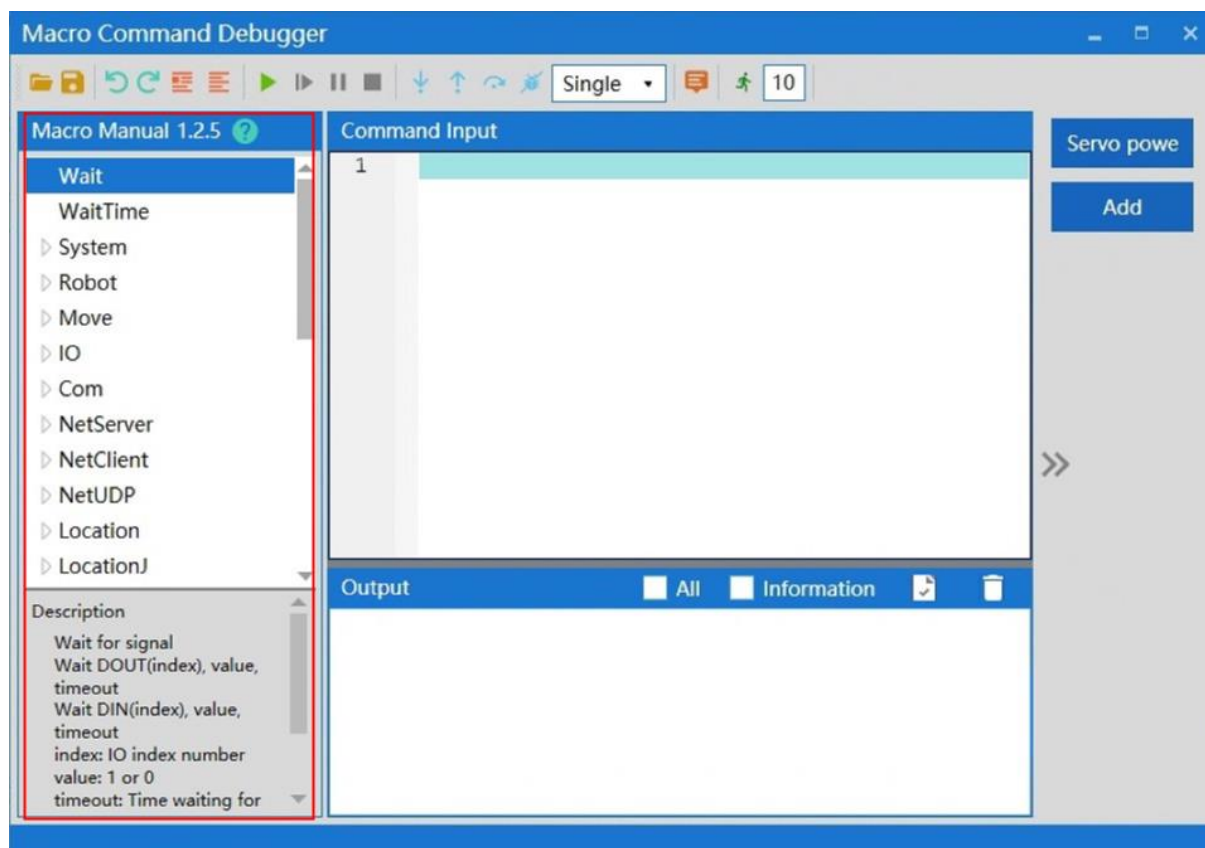 Macro Command Debugger
Single
10
Macro Manual 1.2.5 ?
Wait
WaitTime
System
Robot
Move
IO
Com
NetServer
NetClient
NetUDP
Location
LocationJ
Description
Wait for signal
Wait DOUT(index), value,
timeout
Wait DIN(index), value,
timeout
index: IO index number
value: 1 or 0
timeout: Time waiting for
Command Input
1
Output
All
Information
Servo powe
Add